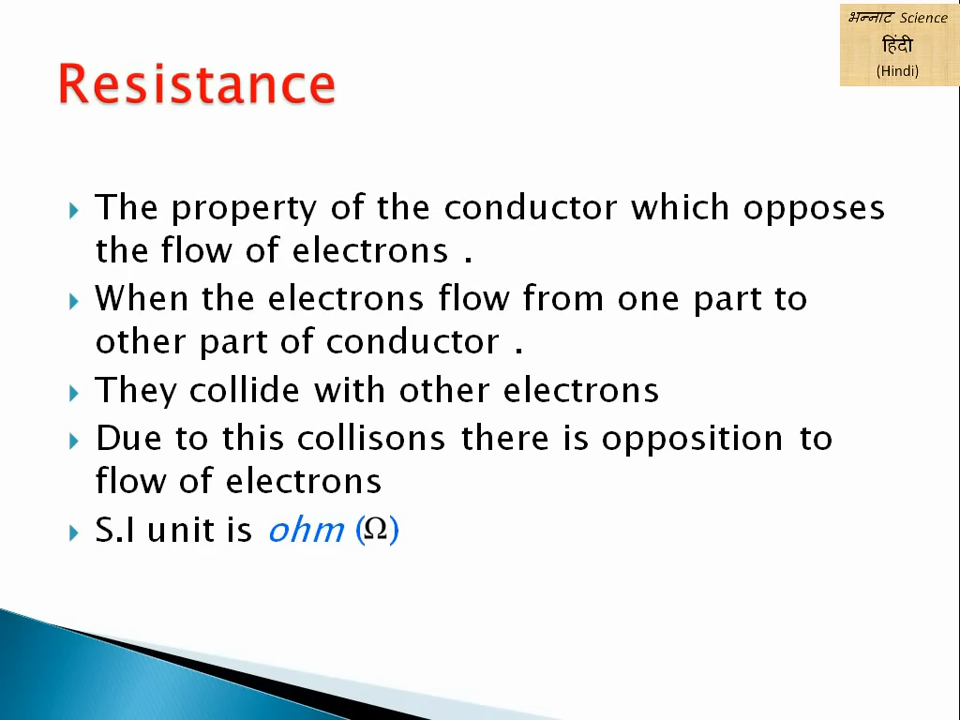 भन्नाट Science
हिंदी
(Hindi)
Resistance
The property of the conductor which opposes
the flow of electrons .
When the electrons flow from one part to
other part of conductor .
They collide with other electrons
Due to this collisons there is opposition to
flow of electrons
S.I unit is ohm (Ω)